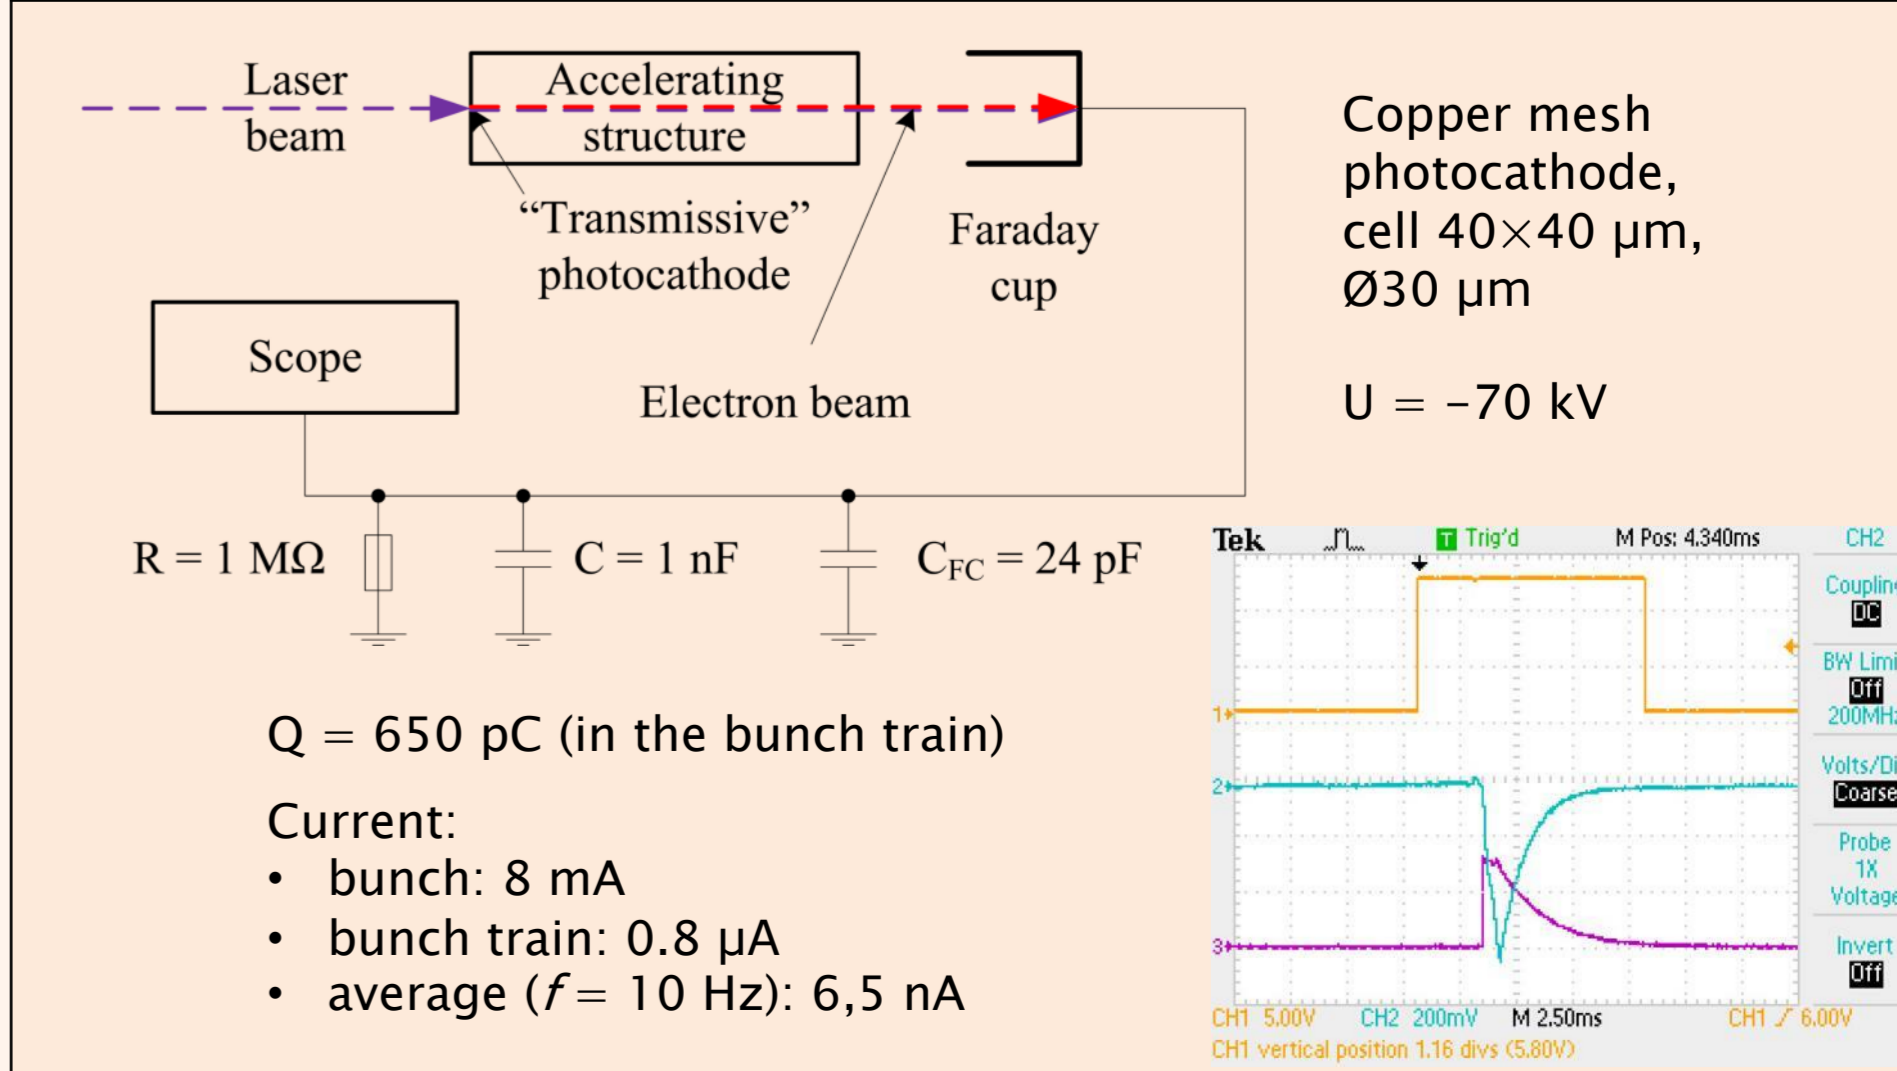 Laser
beam
Accelerating
structure
“Transmissive”
photocathode
Faraday
cup
Scope
Electron beam
R = 1 MΩ
C = 1 nF
C_FC = 24 pF
Copper mesh
photocathode,
cell 40×40 µm,
Ø30 µm
U = -70 kV
Q = 650 pC (in the bunch train)
Current:
• bunch: 8 mA
• bunch train: 0.8 µA
• average (f = 10 Hz): 6,5 nA
Tek T Trig'd M Pos: 4.340ms CH2
Coupling
DC
BW Limi
Off
200MHz
Volts/Di
Coarse
Probe
1X
Voltage
Invert
Off
1
2
3
CH1 5.00V CH2 200mV M 2.50ms CH1 / 6.00V
CH1 vertical position 1.16 divs (5.80V)